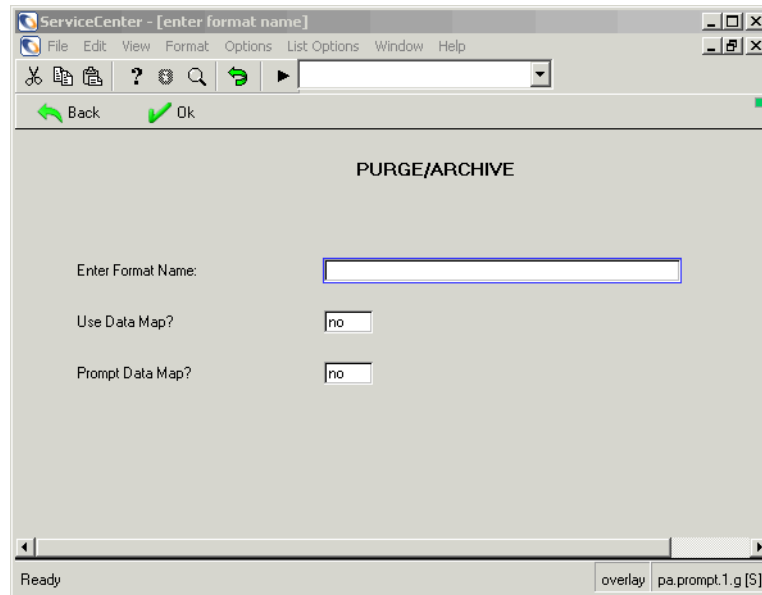 ServiceCenter - [enter format name]
File Edit View Format Options List Options Window Help
Back Ok
PURGE/ARCHIVE
Enter Format Name:
Use Data Map? no
Prompt Data Map? no
Ready overlay pa.prompt.1.g [S]